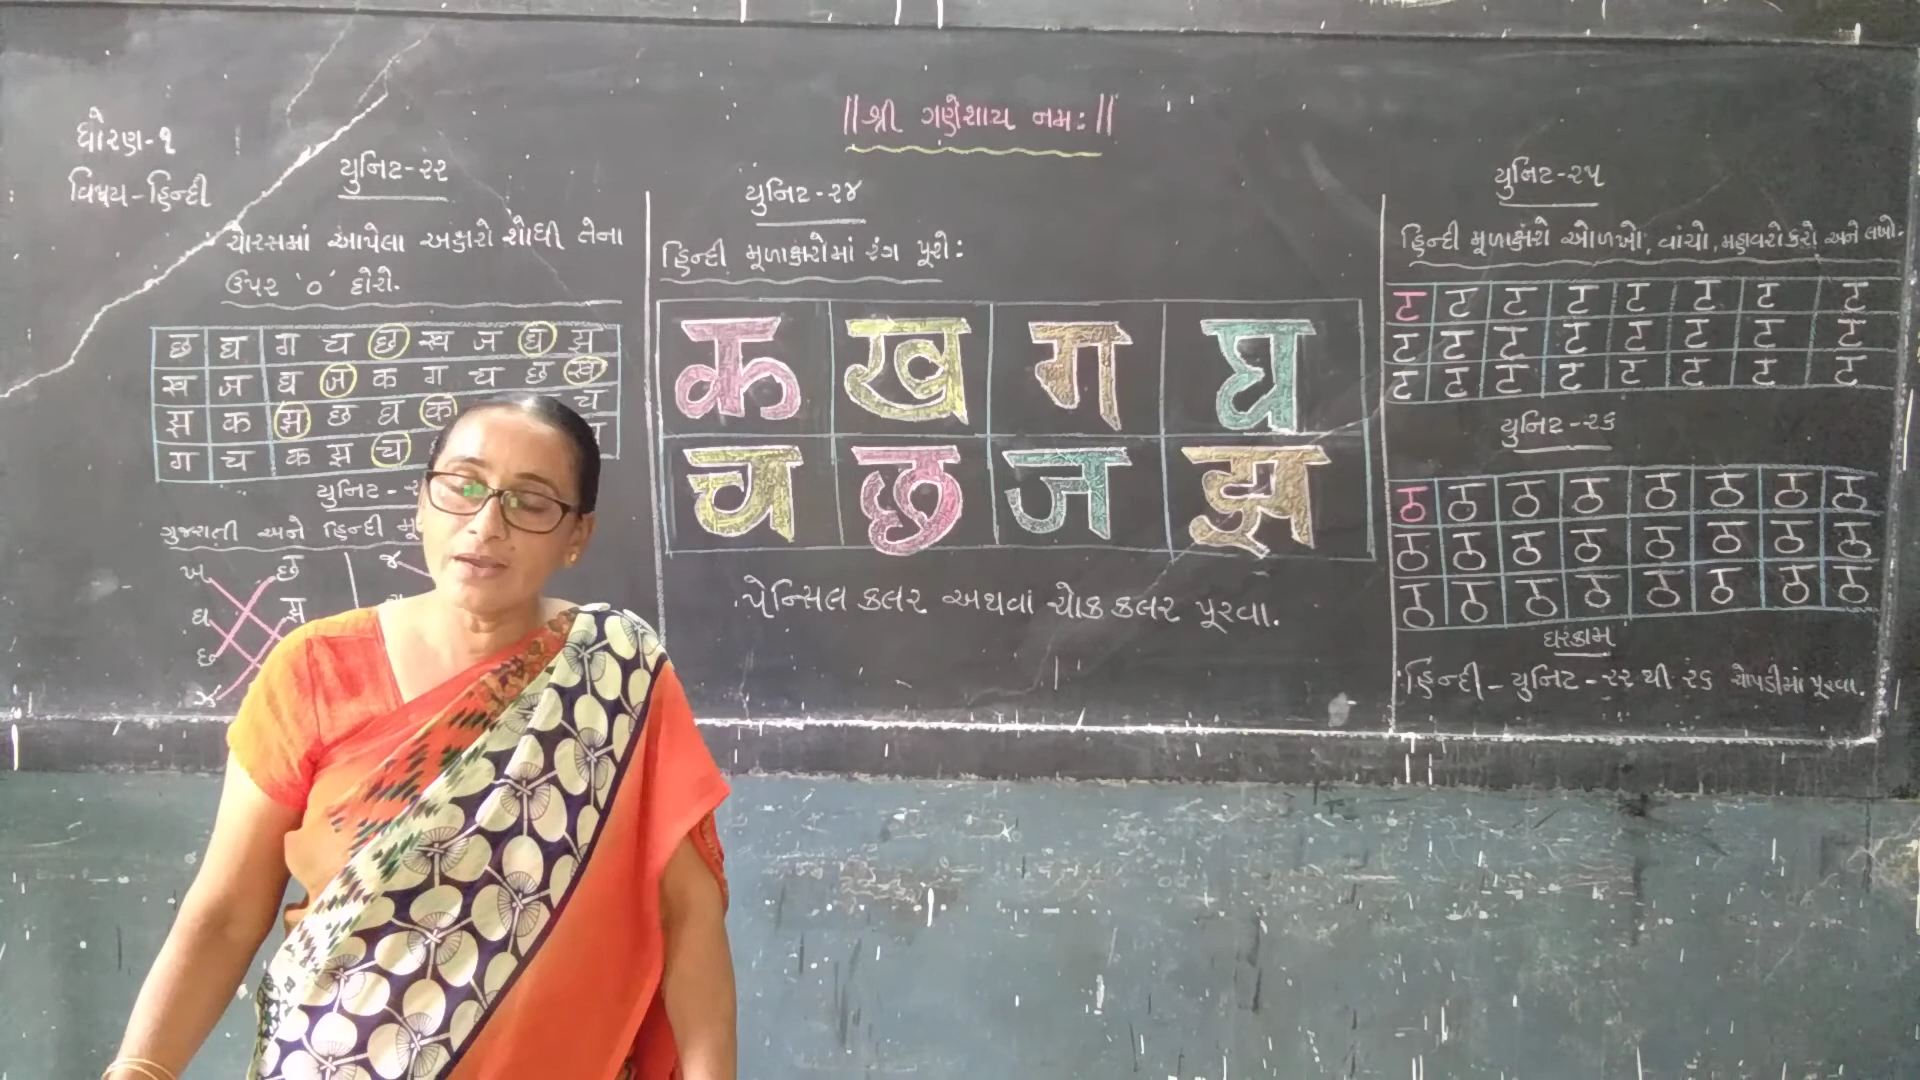 ॥ શ્રી ગણેશાય નમઃ ॥
ધોરણ-૧
વિષય-હિન્દી
યુનિટ-૨૨
ચોરસમાં આપેલા અક્ષરો શોધી તેના
ઉપર '૦' દોરો.
छ घ ग च छ ख ज घ झ
ख ज घ ज क ग च छ ख
झ क झ छ घ क च
ग च क झ च
યુનિટ-
ગુજરાતી અને હિન્દી
ખ छ
ઘ झ
છ
ઝ
યુનિટ-૨૪
હિન્દી મૂળાક્ષરોમાં રંગ પૂરો:
क ख ग घ
च छ ज झ
પેન્સિલ કલર અથવા ચોક કલર પૂરવા.
યુનિટ-૨૫
હિન્દી મૂળાક્ષરો ઓળખો, વાંચો, મહાવરો કરો અને લખો.
ट ट ट ट ट ट ट ट
ट ट ट ट ट ट ट ट
ट ट ट ट ट ट ट ट
યુનિટ-૨૬
ठ ठ ठ ठ ठ ठ ठ ठ
ठ ठ ठ ठ ठ ठ ठ ठ
ठ ठ ठ ठ ठ ठ ठ ठ
ઘરકામ
હિન્દી - યુનિટ - ૨૨ થી ૨૬ ચોપડીમાં પૂરવા.